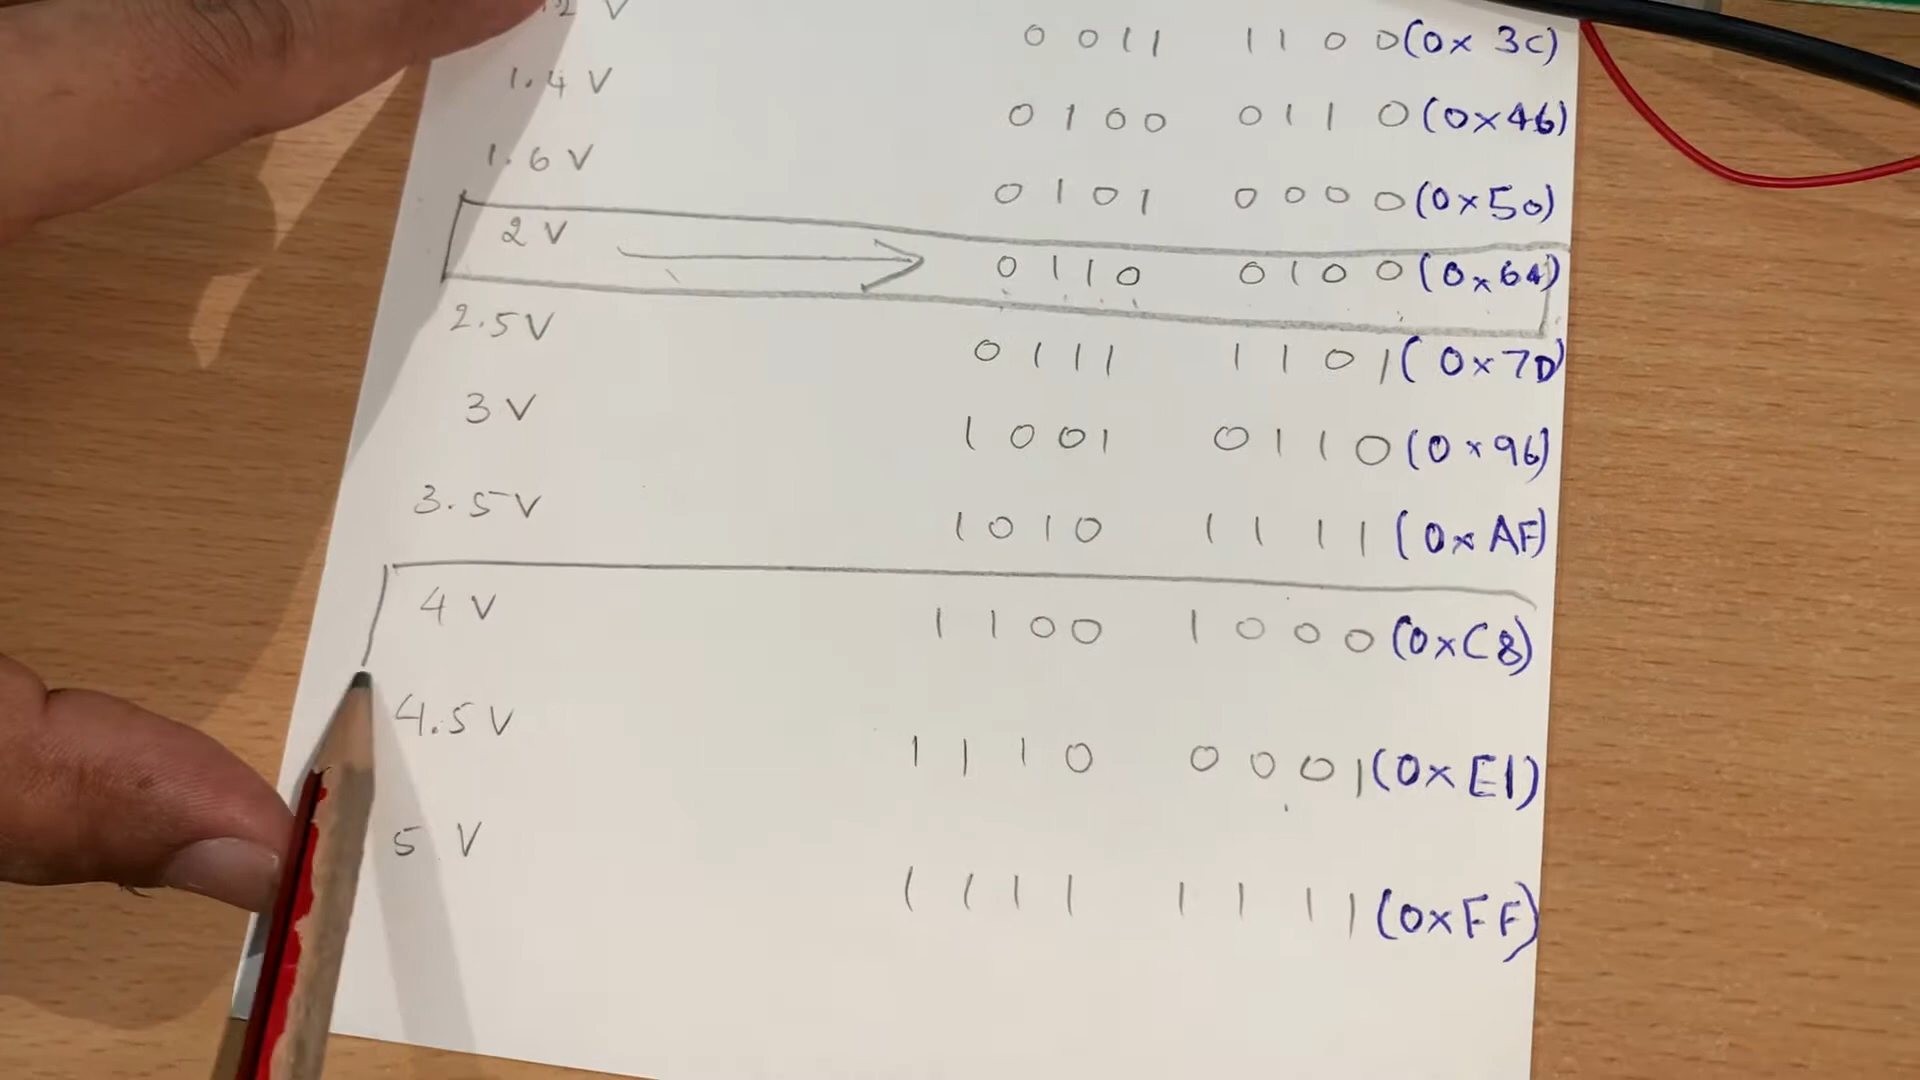 .2 V 0011 1100 (0x3C)
1.4 V 0100 0110 (0x46)
1.6 V 0101 0000 (0x50)
2 V 0110 0100 (0x64)
2.5 V 0111 1101 (0x7D)
3 V 1001 0110 (0x96)
3.5 V 1010 1111 (0xAF)
4 V 1100 1000 (0xC8)
4.5 V 1110 0001 (0xE1)
5 V 1111 1111 (0xFF)